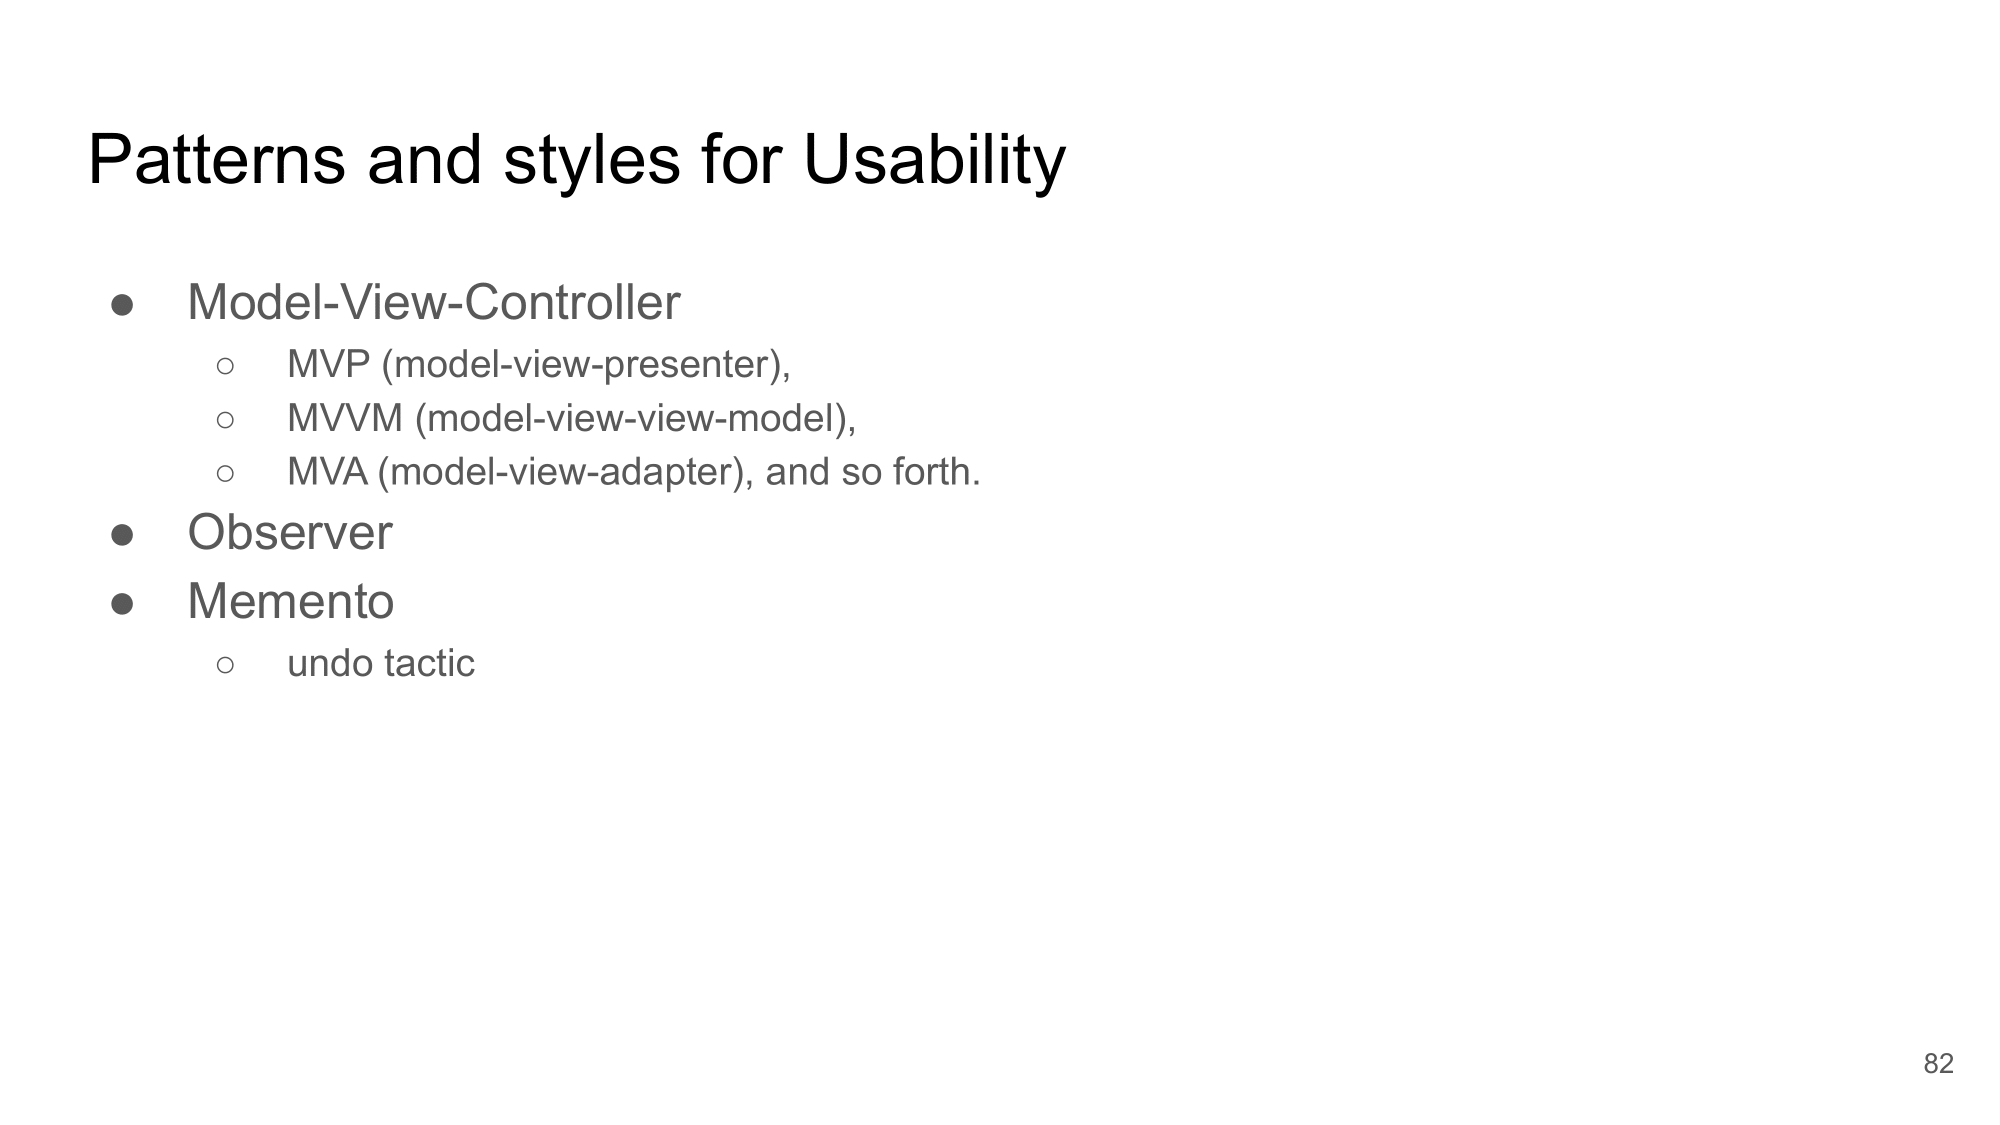 Patterns and styles for Usability
● Model-View-Controller
○ MVP (model-view-presenter),
○ MVVM (model-view-view-model),
○ MVA (model-view-adapter), and so forth.
● Observer
● Memento
○ undo tactic
82